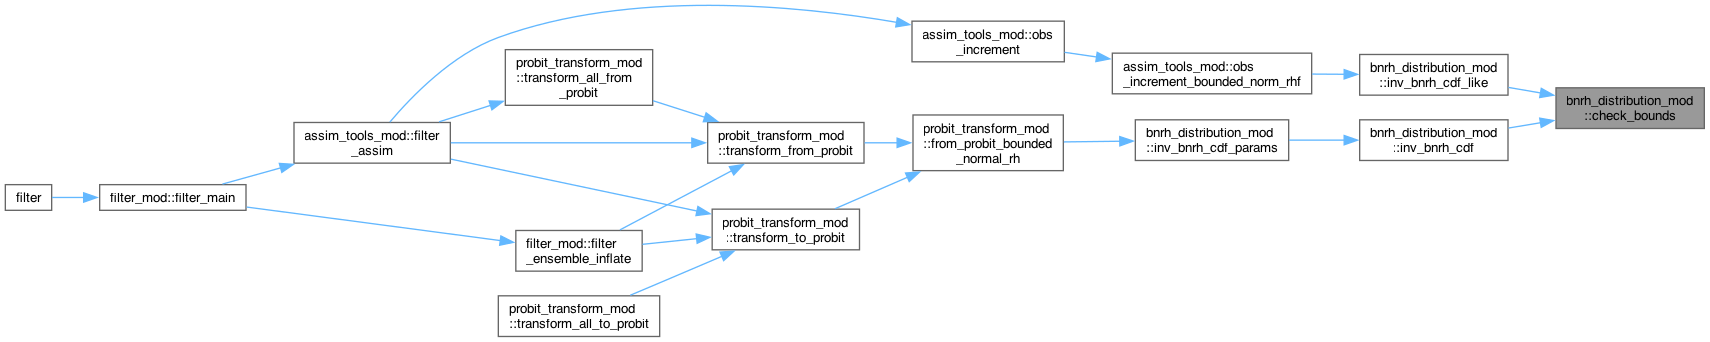 filter
filter_mod::filter_main
assim_tools_mod::filter
_assim
probit_transform_mod
::transform_all_from
_probit
filter_mod::filter
_ensemble_inflate
probit_transform_mod
::transform_all_to_probit
probit_transform_mod
::transform_from_probit
probit_transform_mod
::transform_to_probit
assim_tools_mod::obs
_increment
probit_transform_mod
::from_probit_bounded
_normal_rh
assim_tools_mod::obs
_increment_bounded_norm_rhf
bnrh_distribution_mod
::inv_bnrh_cdf_params
bnrh_distribution_mod
::inv_bnrh_cdf_like
bnrh_distribution_mod
::inv_bnrh_cdf
bnrh_distribution_mod
::check_bounds